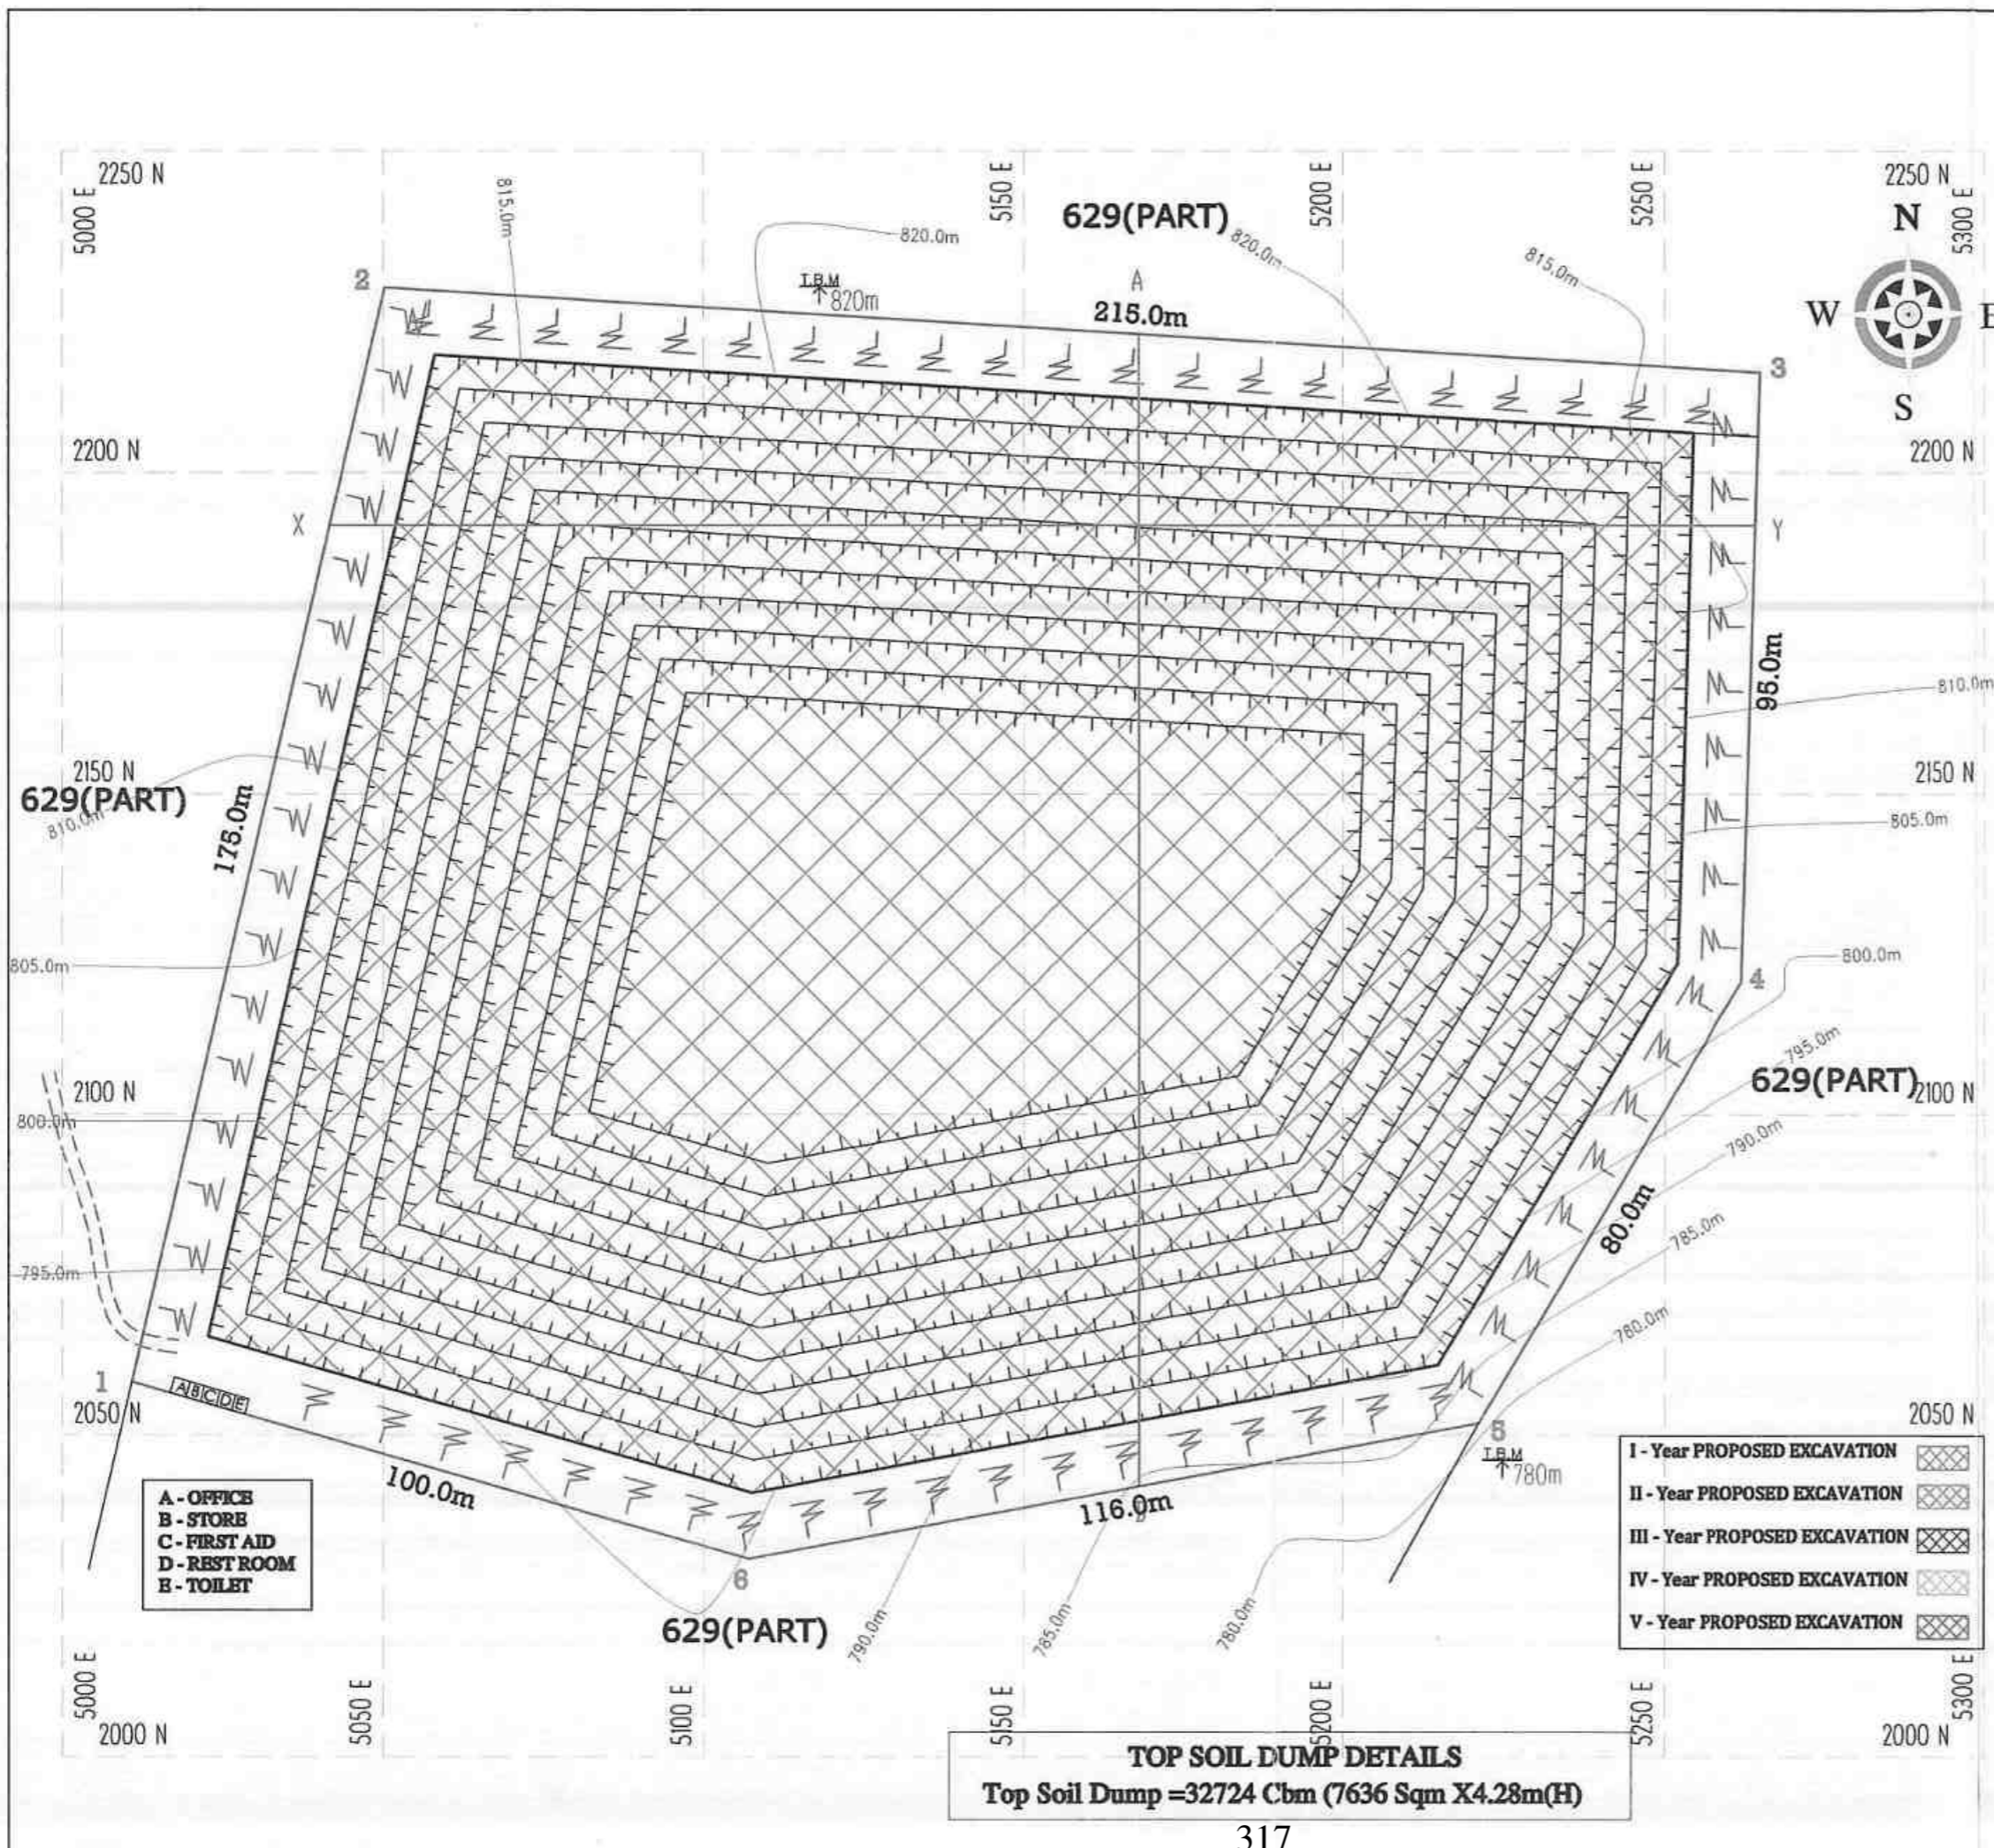 2250 N
5000 E
815.0m
820.0m
5150 E
629(PART)
820.0m
5200 E
815.0m
5250 E
2250 N
5300 E
N
W
E
S
2
T.B.M
820m
A
215.0m
3
2200 N
2200 N
X
Y
95.0m
810.0m
2150 N
629(PART)
810.0m
175.0m
2150 N
805.0m
805.0m
800.0m
4
795.0m
629(PART)
2100 N
2100 N
800.0m
790.0m
80.0m
785.0m
795.0m
780.0m
1
A B C D E
2050 N
2050 N
5
T.B.M
780m
100.0m
116.0m
6
629(PART)
790.0m
785.0m
780.0m
A - OFFICE
B - STORE
C - FIRST AID
D - REST ROOM
E - TOILET
I - Year PROPOSED EXCAVATION
II - Year PROPOSED EXCAVATION
III - Year PROPOSED EXCAVATION
IV - Year PROPOSED EXCAVATION
V - Year PROPOSED EXCAVATION
5000 E
5050 E
5100 E
5150 E
5200 E
5250 E
5300 E
2000 N
2000 N
TOP SOIL DUMP DETAILS
Top Soil Dump =32724 Cbm (7636 Sqm X4.28m(H)
317